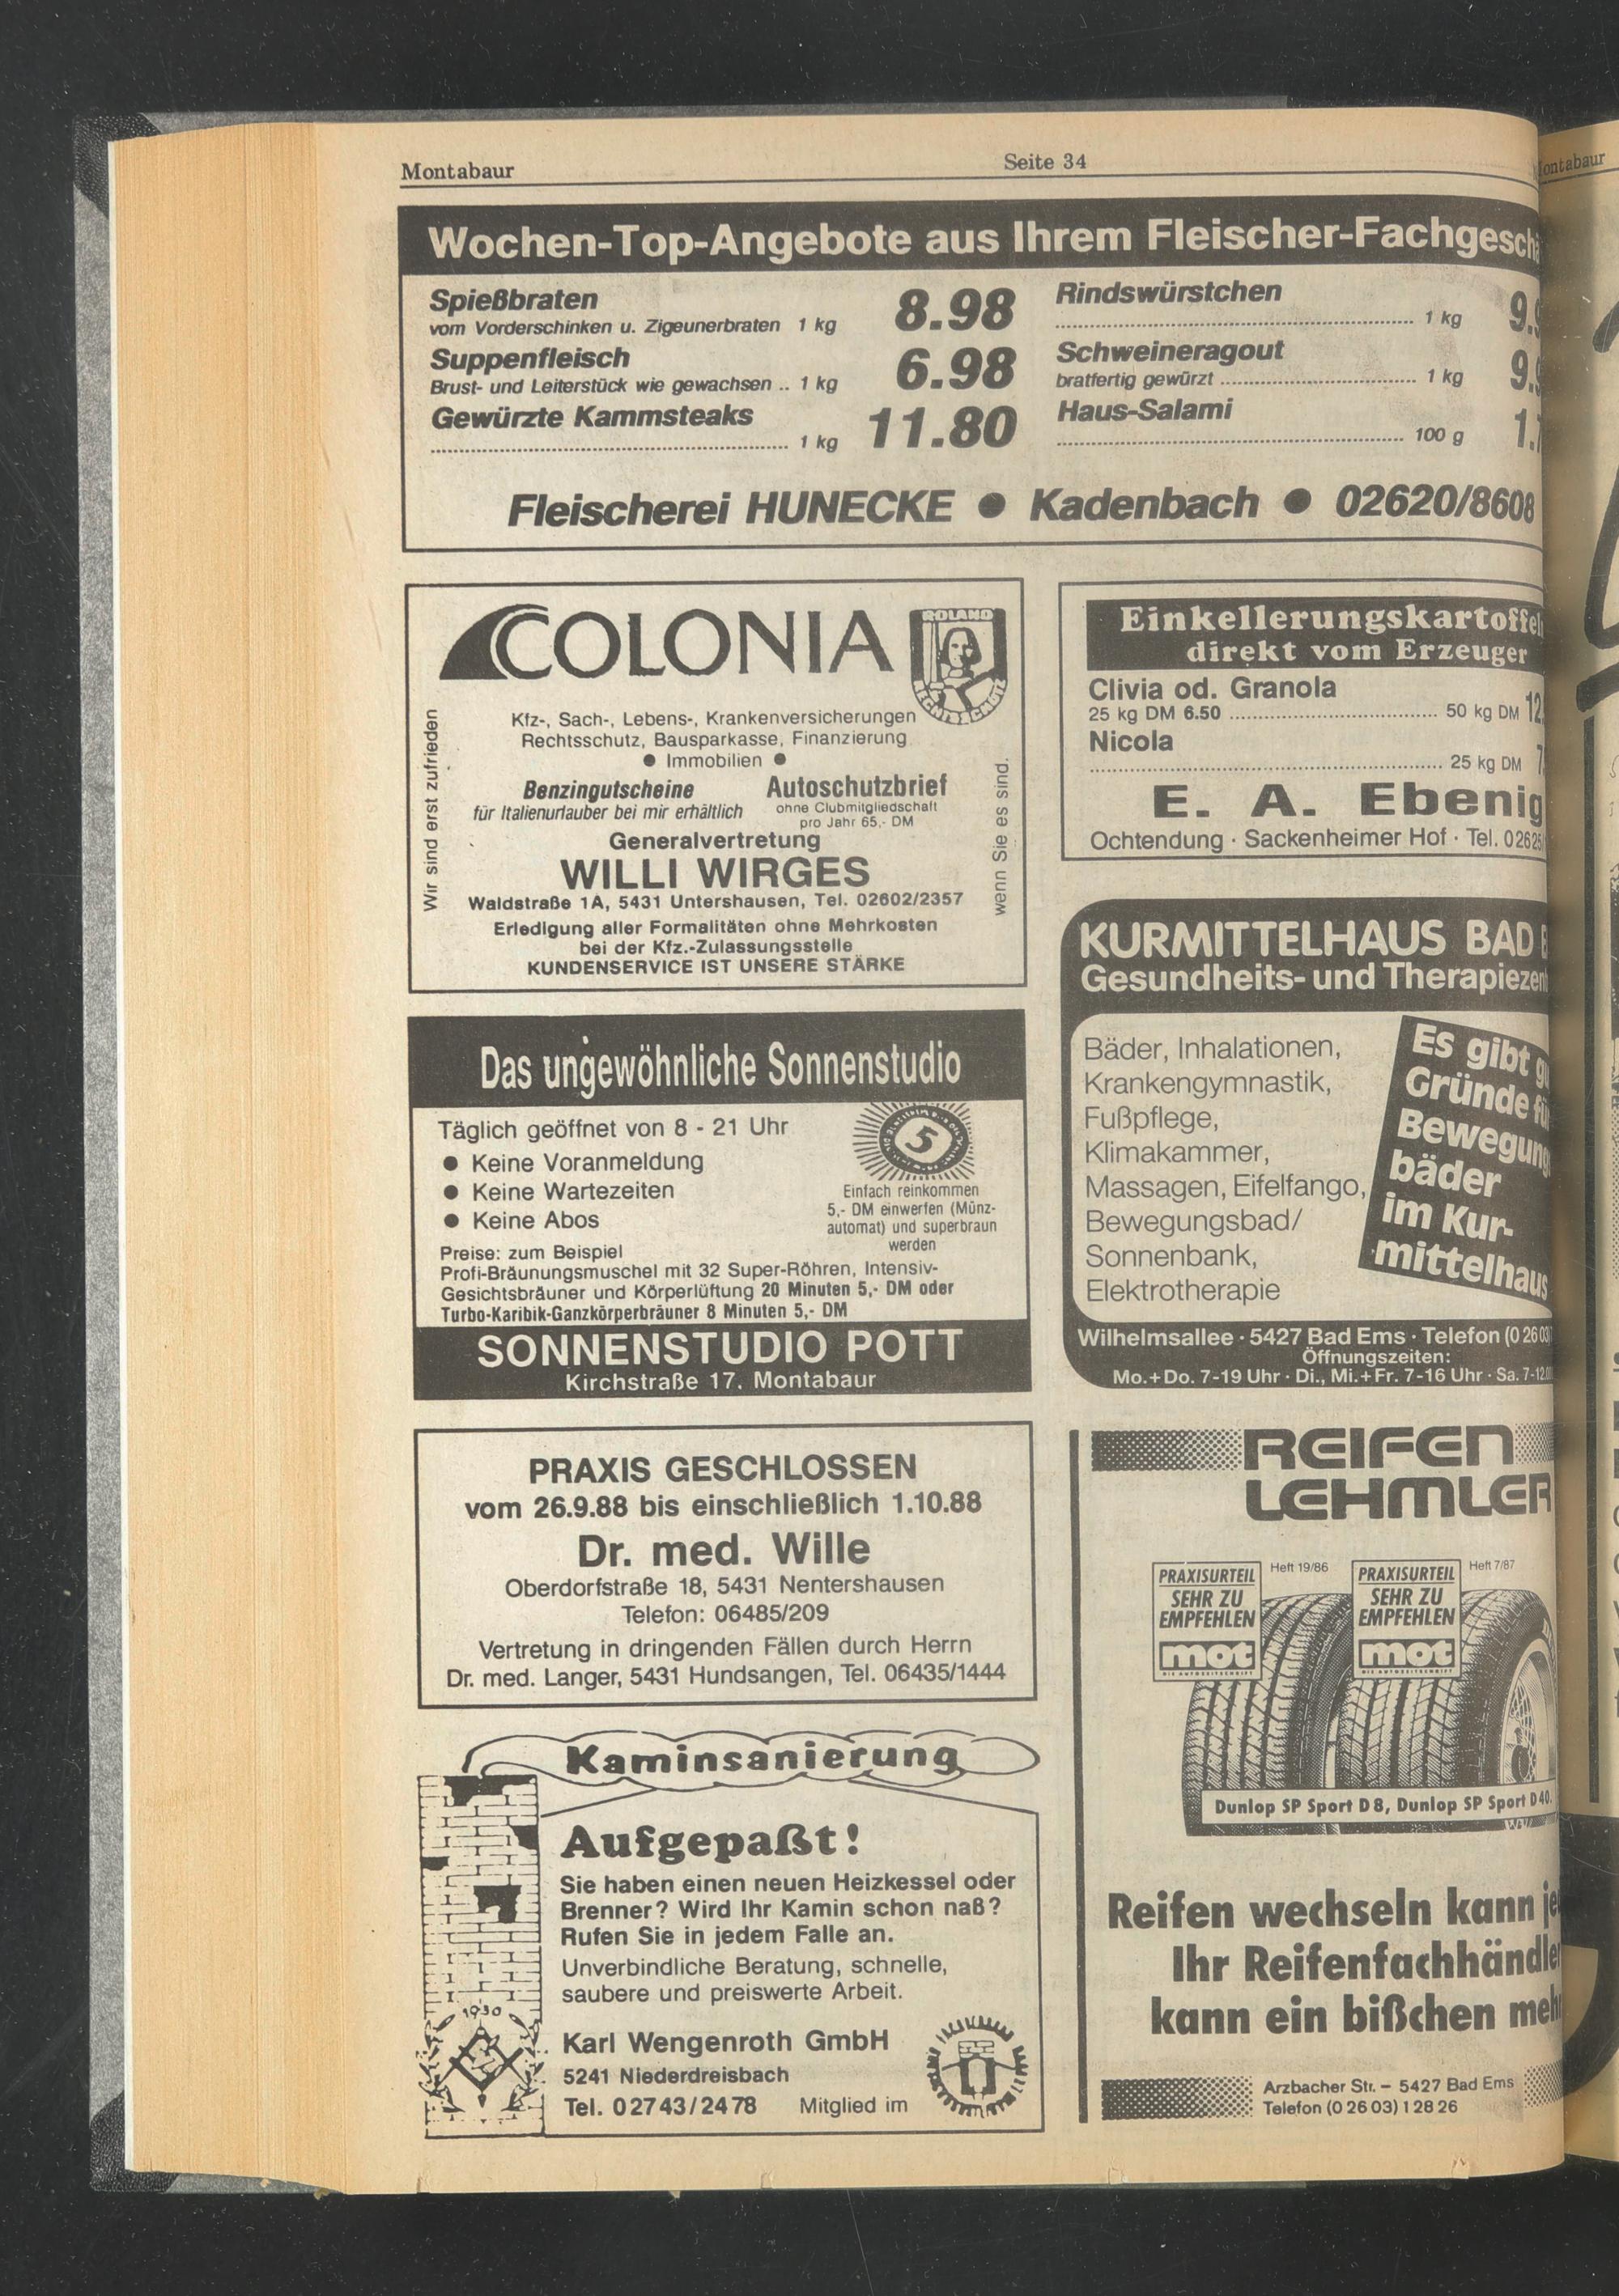 Montabaur
Seite 34
Wochen-Top-Angebote aus Ihrem
Spießbraten
vom Vorderschinken u. Zigeunerbraten 1 kg 8.98
Suppenfleisch
Brust- und Leiterstück wie gewachsen .. 1 kg 6.98
Gewürzte Kammsteaks
1 kg 11.80
Rindswürstchen
1 kg
Schweineragout
bratfertig gewürzt 1 kg
Haus-Salami
100 g
Fleischerei HUNECKE ● Kadenbach ● 02620/8608
COLONIA
ROLAND
RECHTSSCHUTZ
Wir sind erst zufrieden
wenn Sie es sind.
Kfz-, Sach-, Lebens-, Krankenversicherungen
Rechtsschutz, Bausparkasse, Finanzierung
● Immobilien ●
Benzingutscheine
für Italienurlauber bei mir erhältlich
Autoschutzbrief
ohne Clubmitgliedschaft
pro Jahr 65,- DM
Generalvertretung
WILLI WIRGES
Waldstraße 1A, 5431 Untershausen, Tel. 02602/2357
Erledigung aller Formalitäten ohne Mehrkosten
bei der Kfz.-Zulassungsstelle
KUNDENSERVICE IST UNSERE STÄRKE
Das ungewöhnliche Sonnenstudio
Täglich geöffnet von 8 - 21 Uhr
● Keine Voranmeldung
● Keine Wartezeiten
● Keine Abos
5
Einfach reinkommen
5,- DM einwerfen (Münz-
automat) und superbraun
werden
Preise: zum Beispiel
Profi-Bräunungsmuschel mit 32 Super-Röhren, Intensiv-
Gesichtsbräuner und Körperlüftung 20 Minuten 5,- DM oder
Turbo-Karibik-Ganzkörperbräuner 8 Minuten 5,- DM
SONNENSTUDIO POTT
Kirchstraße 17. Montabaur
PRAXIS GESCHLOSSEN
vom 26.9.88 bis einschließlich 1.10.88
Dr. med. Wille
Oberdorfstraße 18, 5431 Nentershausen
Telefon: 06485/209
Vertretung in dringenden Fällen durch Herrn
Dr. med. Langer, 5431 Hundsangen, Tel. 06435/1444
Kaminsanierung
Aufgepaßt!
Sie haben einen neuen Heizkessel oder
Brenner? Wird Ihr Kamin schon naß?
Rufen Sie in jedem Falle an.
Unverbindliche Beratung, schnelle,
saubere und preiswerte Arbeit.
1930
Karl Wengenroth GmbH
5241 Niederdreisbach
Tel. 02743/2478 Mitglied im
direkt vom Erzeuger
Clivia od. Granola
25 kg DM 6.50 50 kg DM
Nicola
25 kg DM
E. A. Ebenig
Ochtendung · Sackenheimer Hof · Tel.
KURMITTELHAUS BAD
Gesundheits- und
Bäder, Inhalationen,
Krankengymnastik,
Fußpflege,
Klimakammer,
Massagen, Eifelfango,
Bewegungsbad/
Sonnenbank,
Elektrotherapie
Es gibt
Gründe
Bewegungs
bäder
im Kur-
mittelhaus
Wilhelmsallee · 5427 Bad Ems · Telefon
Öffnungszeiten:
Mo.+Do. 7-19 Uhr · Di., Mi.+Fr. 7-16 Uhr · Sa.
REIFEN
LEHMLER
PRAXISURTEIL
SEHR ZU
EMPFEHLEN
mot
DIE AUTOZEITSCHRIFT
Heft 19/86
PRAXISURTEIL
SEHR ZU
EMPFEHLEN
mot
DIE AUTOZEITSCHRIFT
Heft 7/87
Dunlop SP Sport D 8, Dunlop SP Sport D 40.
Reifen wechseln kann
Ihr Reifenfachhändler
kann ein bißchen
Arzbacher Str. – 5427 Bad Ems
Telefon (0 26 03) 1 28 26